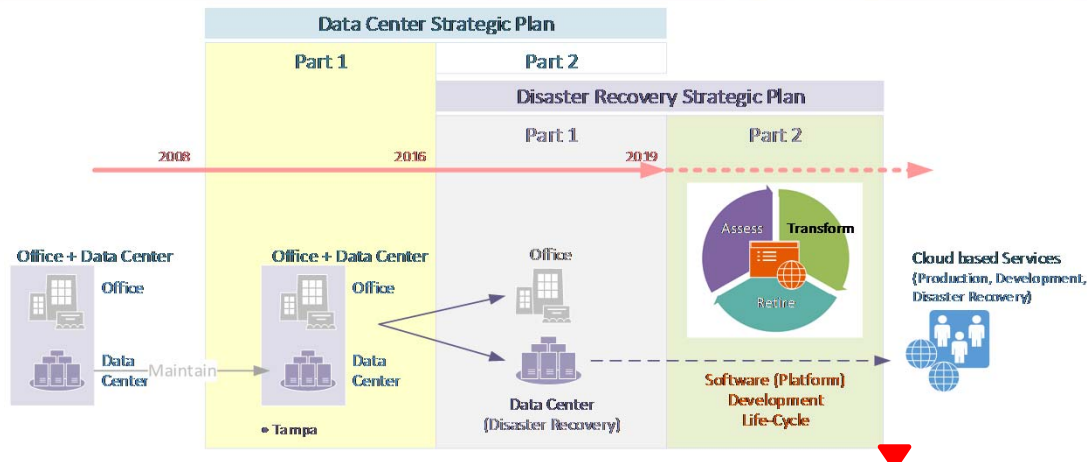 Data Center Strategic Plan
Part 1
Part 2
Disaster Recovery Strategic Plan
Part 1
Part 2
2008
2016
2019
Assess
Transform
Retire
Office + Data Center
Office
Data
Center
Maintain
Office + Data Center
Office
Data
Center
• Tampa
Office
Data Center
(Disaster Recovery)
Software (Platform)
Development
Life-Cycle
Cloud based Services
(Production, Development,
Disaster Recovery)